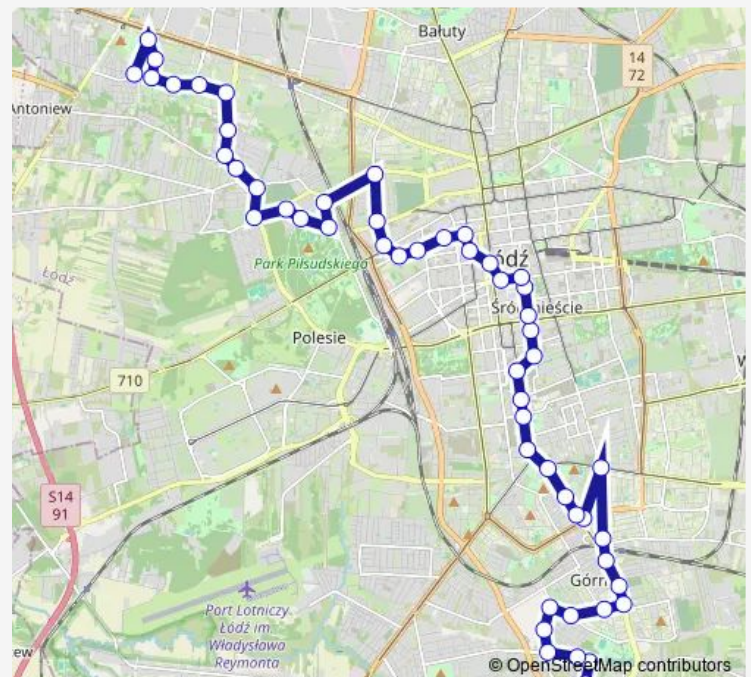 Bałuty
14
72
Antoniew
Łódź
Park Piłsudskiego
Polesie
710
S14
91
Port Lotniczy
Łódź im.
Władysława
Reymonta
© OpenStreetMap contributors